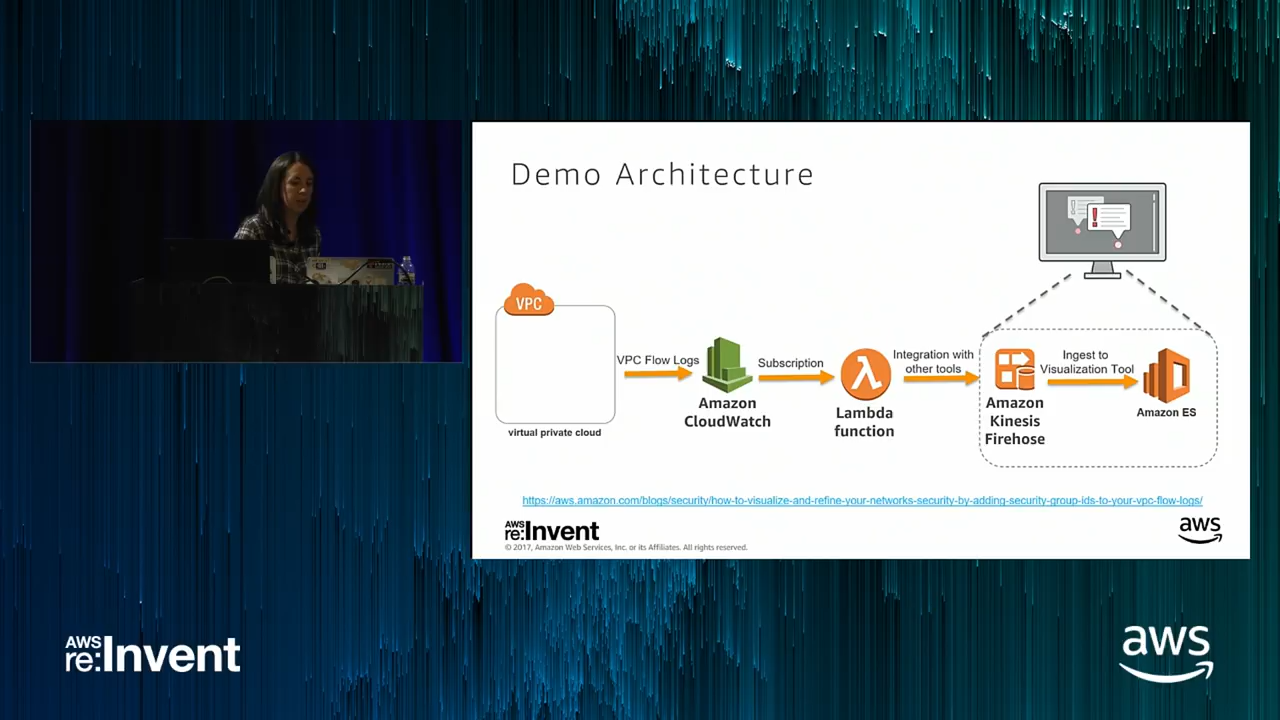 Demo Architecture
VPC
virtual private cloud
VPC Flow Logs
Amazon
CloudWatch
Subscription
Lambda
function
Integration with
other tools
Amazon
Kinesis
Firehose
Ingest to
Visualization Tool
Amazon ES
https://aws.amazon.com/blogs/security/how-to-visualize-and-refine-your-networks-security-by-adding-security-group-ids-to-your-vpc-flow-logs/
AWS
re:Invent
© 2017, Amazon Web Services, Inc. or its Affiliates. All rights reserved.
aws
AWS
re:Invent
aws